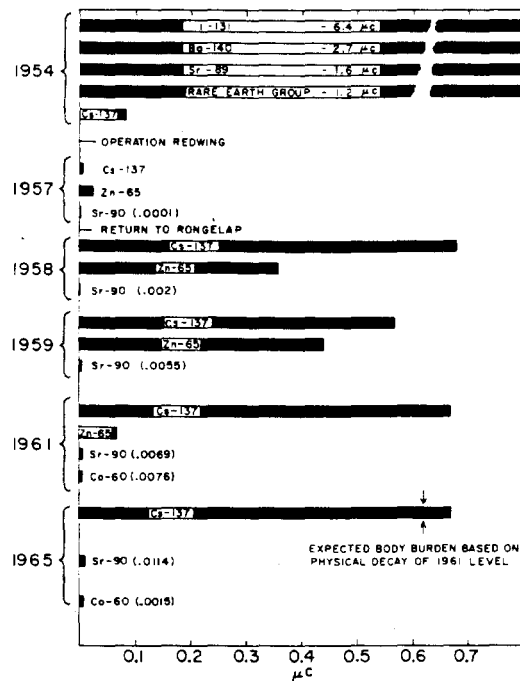 1954
I-131 - 6.4 μc
Ba-140 - 2.7 μc
Sr-89 - 1.6 μc
RARE EARTH GROUP - 1.2 μc
Cs-137
OPERATION REDWING
1957
Cs-137
Zn-65
Sr-90 (.0001)
RETURN TO RONGELAP
1958
Cs-137
Zn-65
Sr-90 (.002)
1959
Cs-137
Zn-65
Sr-90 (.0055)
1961
Cs-137
Zn-65
Sr-90 (.0069)
Co-60 (.0076)
1965
Cs-137
EXPECTED BODY BURDEN BASED ON
PHYSICAL DECAY OF 1961 LEVEL
Sr-90 (.0114)
Co-60 (.0015)
0.1 0.2 0.3 0.4 0.5 0.6 0.7
μc